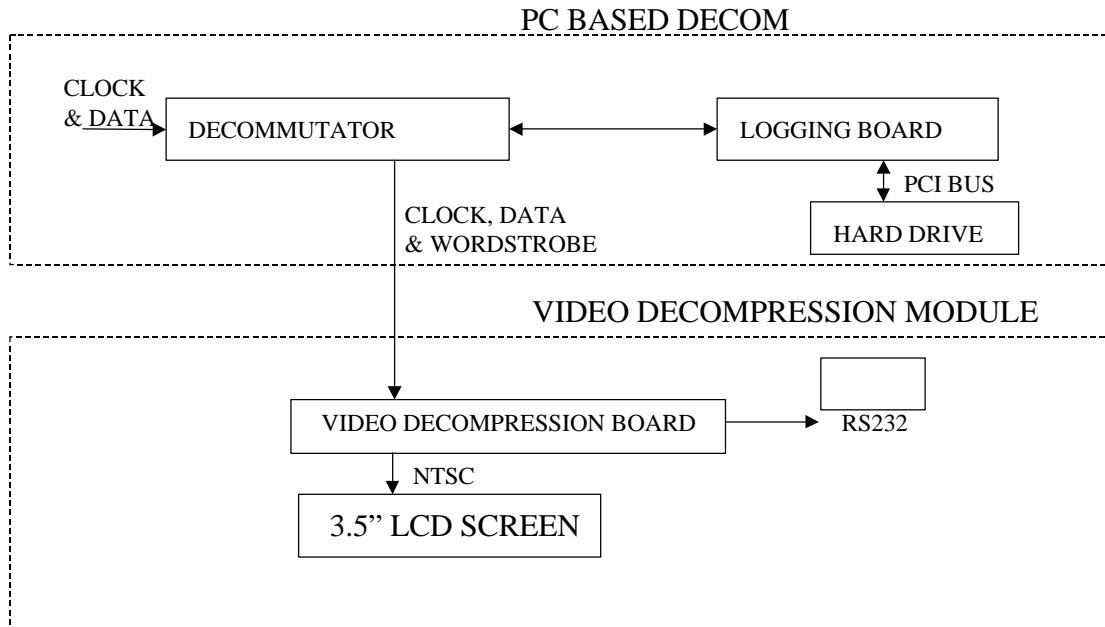 PC BASED DECOM
CLOCK
& DATA
DECOMMUTATOR
LOGGING BOARD
PCI BUS
CLOCK, DATA
& WORDSTROBE
HARD DRIVE
VIDEO DECOMPRESSION MODULE
VIDEO DECOMPRESSION BOARD
RS232
NTSC
3.5” LCD SCREEN